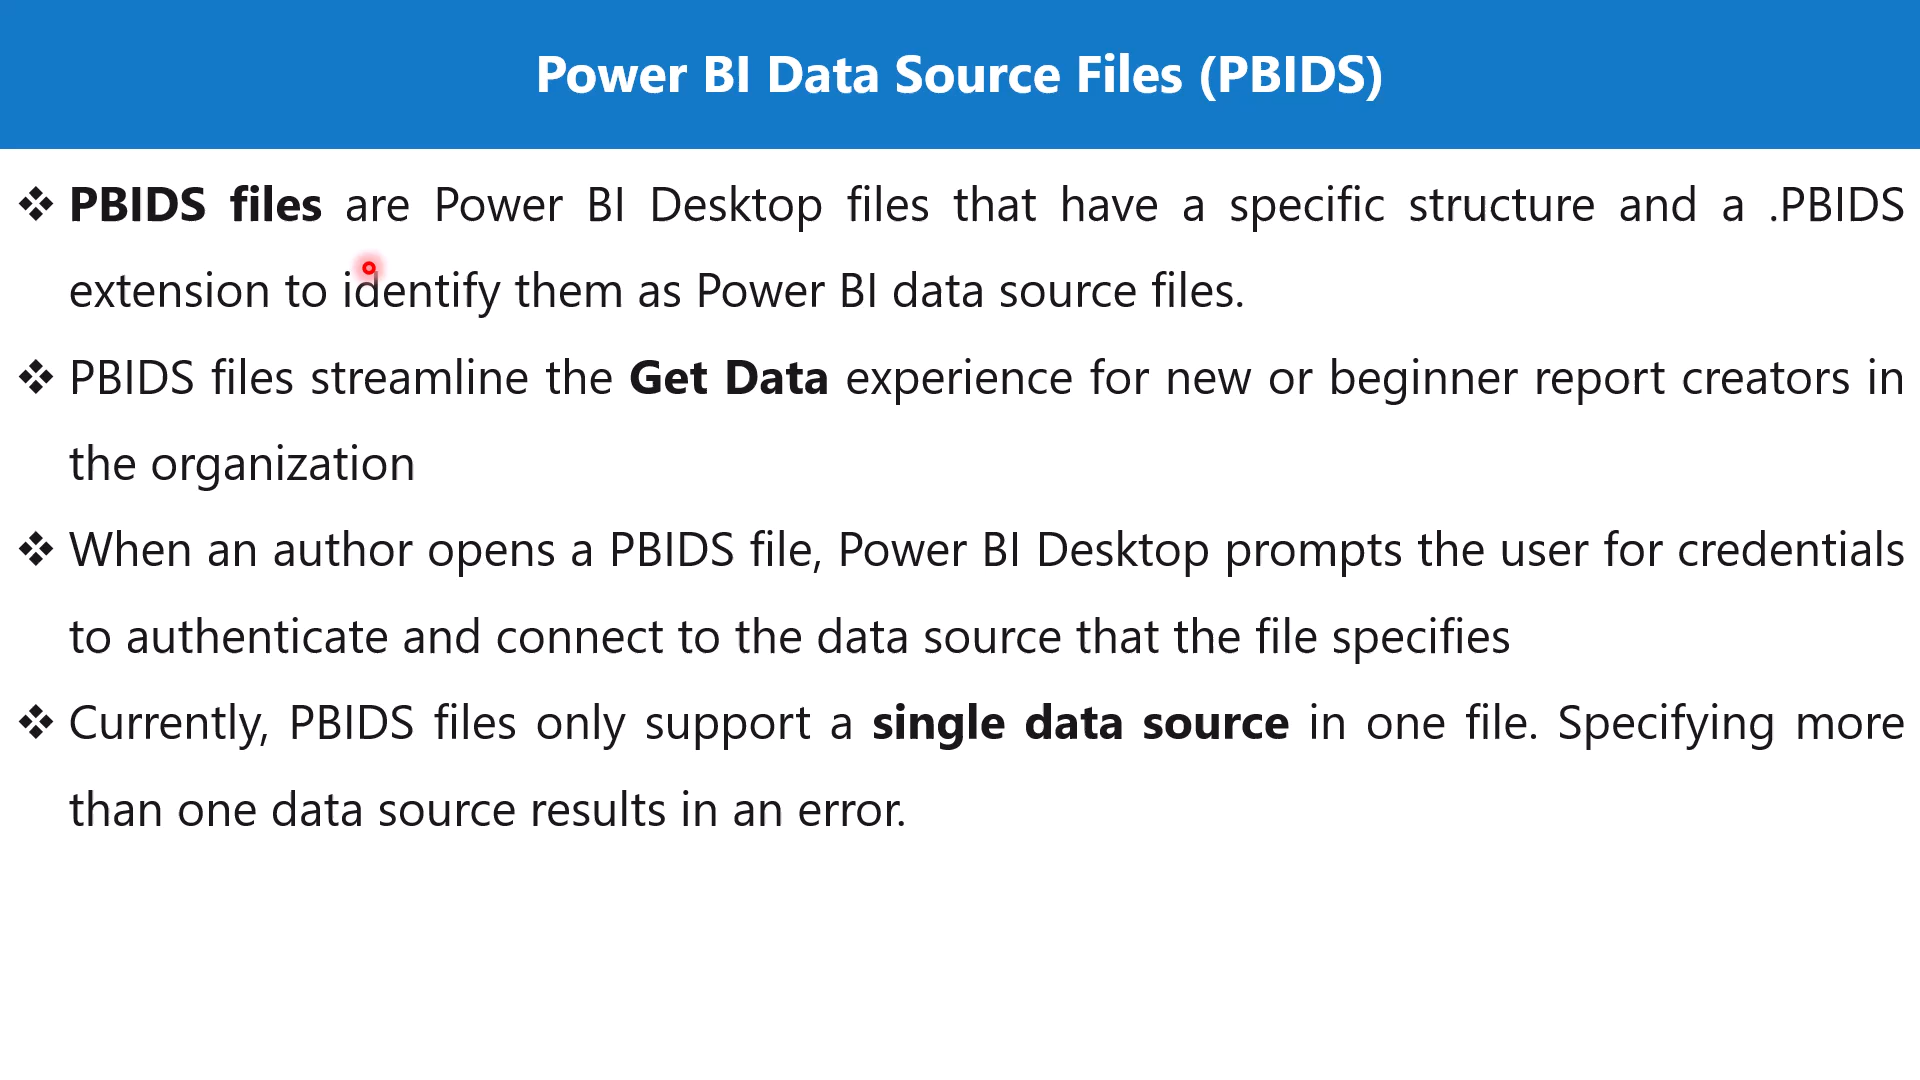 Power BI Data Source Files (PBIDS)
❖ PBIDS files are Power BI Desktop files that have a specific structure and a .PBIDS
extension to identify them as Power BI data source files.
❖ PBIDS files streamline the Get Data experience for new or beginner report creators in
the organization
❖ When an author opens a PBIDS file, Power BI Desktop prompts the user for credentials
to authenticate and connect to the data source that the file specifies
❖ Currently, PBIDS files only support a single data source in one file. Specifying more
than one data source results in an error.